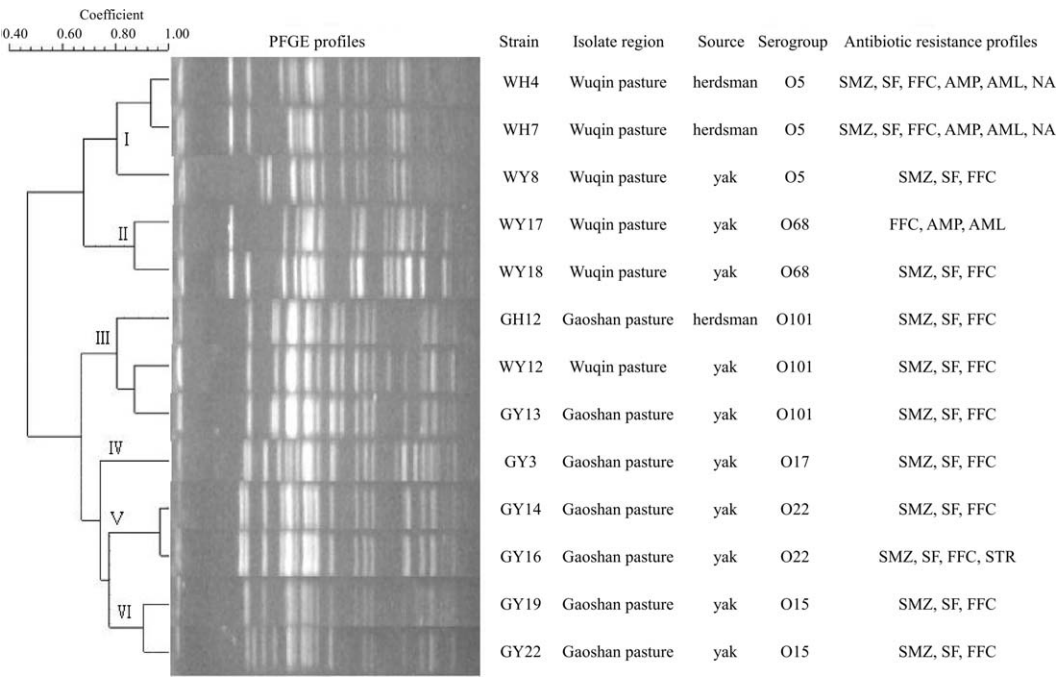 Coefficient
0.40 0.60 0.80 1.00 PFGE profiles Strain Isolate region Source Serogroup Antibiotic resistance profiles
WH4 Wuqin pasture herdsman O5 SMZ, SF, FFC, AMP, AML, NA
I WH7 Wuqin pasture herdsman O5 SMZ, SF, FFC, AMP, AML, NA
WY8 Wuqin pasture yak O5 SMZ, SF, FFC
II WY17 Wuqin pasture yak O68 FFC, AMP, AML
WY18 Wuqin pasture yak O68 SMZ, SF, FFC
III GH12 Gaoshan pasture herdsman O101 SMZ, SF, FFC
WY12 Wuqin pasture yak O101 SMZ, SF, FFC
GY13 Gaoshan pasture yak O101 SMZ, SF, FFC
IV GY3 Gaoshan pasture yak O17 SMZ, SF, FFC
V GY14 Gaoshan pasture yak O22 SMZ, SF, FFC
GY16 Gaoshan pasture yak O22 SMZ, SF, FFC, STR
VI GY19 Gaoshan pasture yak O15 SMZ, SF, FFC
GY22 Gaoshan pasture yak O15 SMZ, SF, FFC